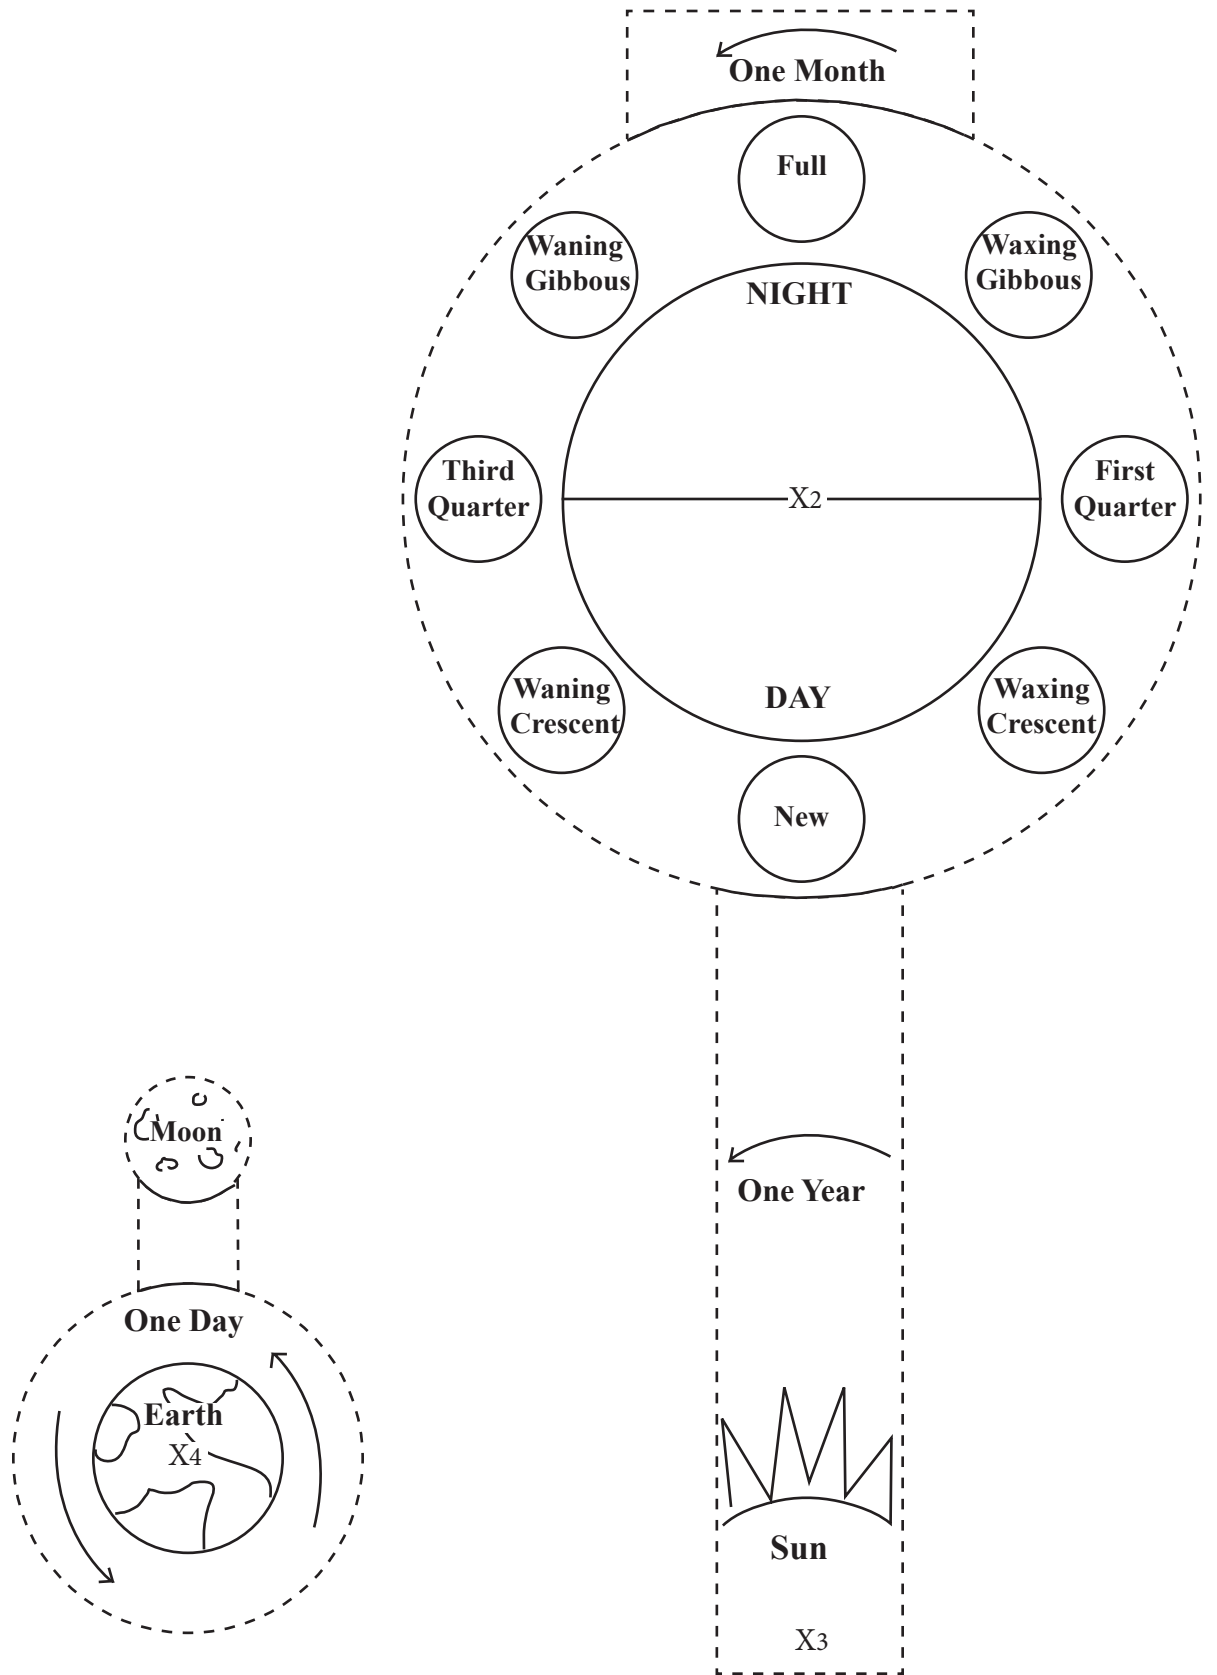 One Month
Full
Waning
Gibbous
Waxing
Gibbous
NIGHT
Third
Quarter
X2
First
Quarter
Waning
Crescent
DAY
Waxing
Crescent
New
Moon
One Year
One Day
Earth
X4
Sun
X3